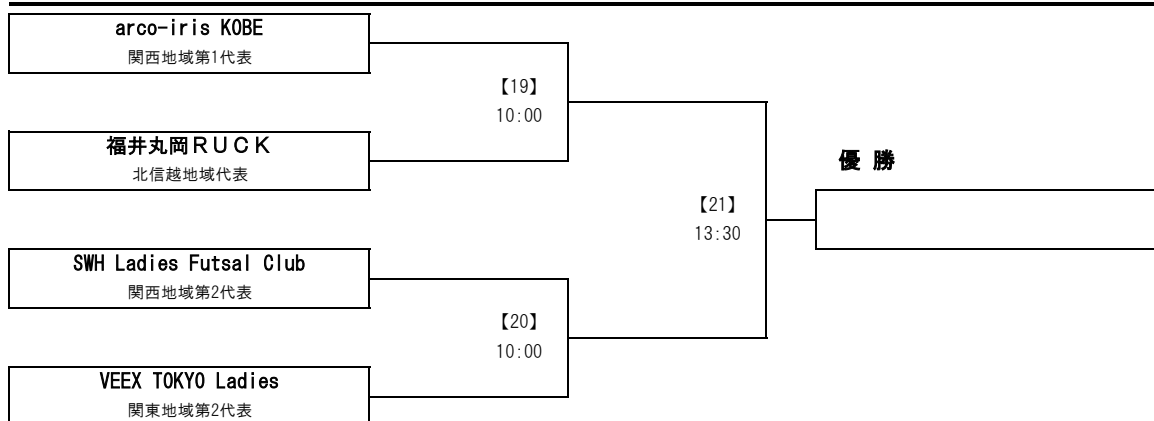 arco-iris KOBE
関西地域第1代表
【19】
10:00
福井丸岡ＲＵＣＫ
北信越地域代表
優 勝
【21】
13:30
SWH Ladies Futsal Club
関西地域第2代表
【20】
10:00
VEEX TOKYO Ladies
関東地域第2代表